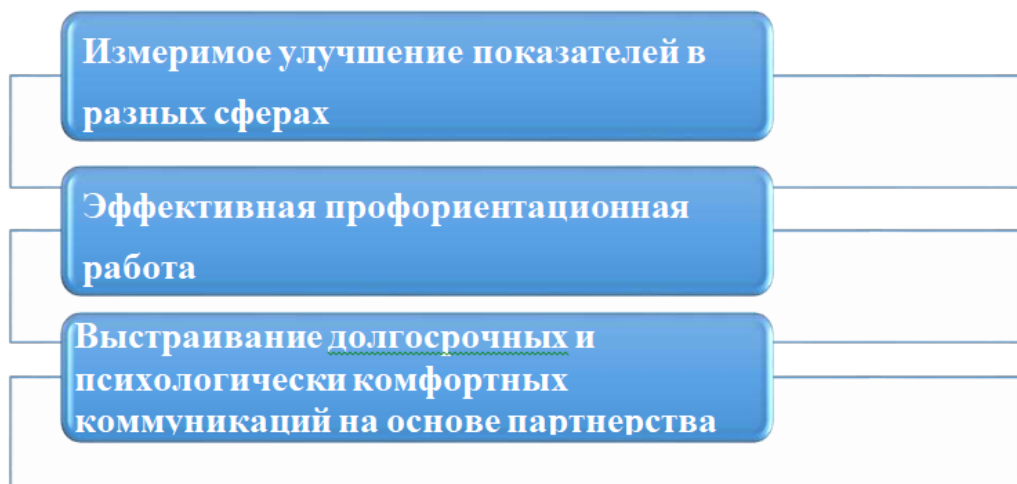 Измеримое улучшение показателей в
разных сферах
Эффективная профориентационная
работа
Выстраивание долгосрочных и
психологически комфортных
коммуникаций на основе партнерства